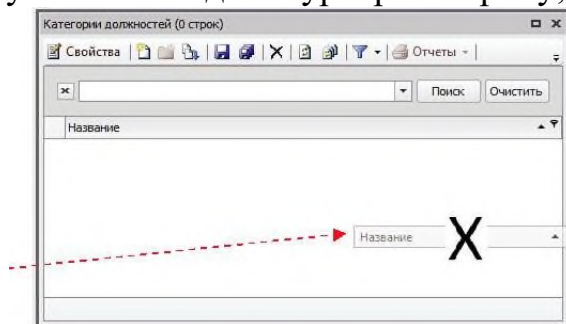 Категории должностей (0 строк)
Свойства Отчеты
Поиск Очистить
Название
Название X